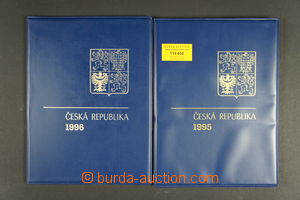 ČESKÁ REPUBLIKA
1996
ČESKÁ REPUBLIKA
1995
burda-auction.com